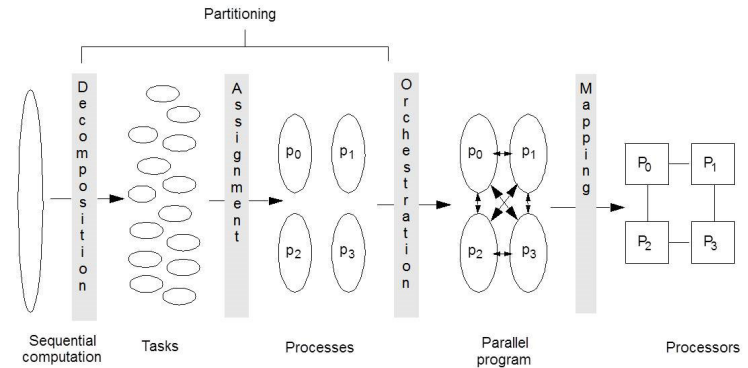 Partitioning
Decomposition
Assignment
Orchestration
Mapping
p0 p1
p2 p3
p0 p1
p2 p3
P0 P1
P2 P3
Sequential
computation
Tasks
Processes
Parallel
program
Processors